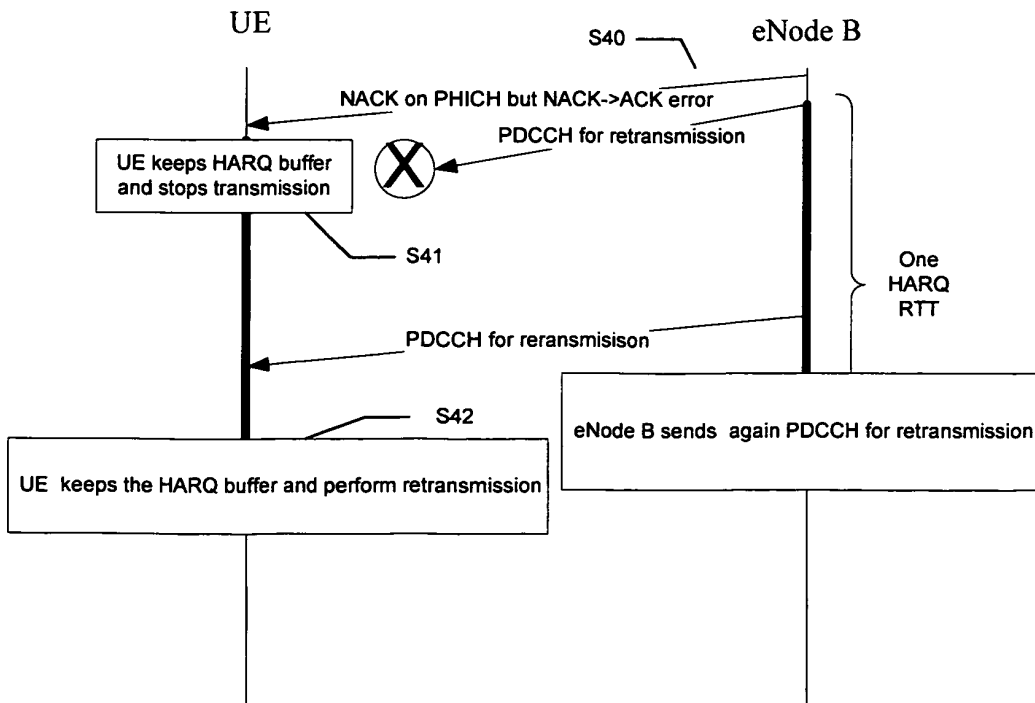 UE
eNode B
S40
NACK on PHICH but NACK->ACK error
PDCCH for retransmission
X
UE keeps HARQ buffer
and stops transmission
S41
One
HARQ
RTT
PDCCH for reransmisison
S42
eNode B sends again PDCCH for retransmission
UE keeps the HARQ buffer and perform retransmission